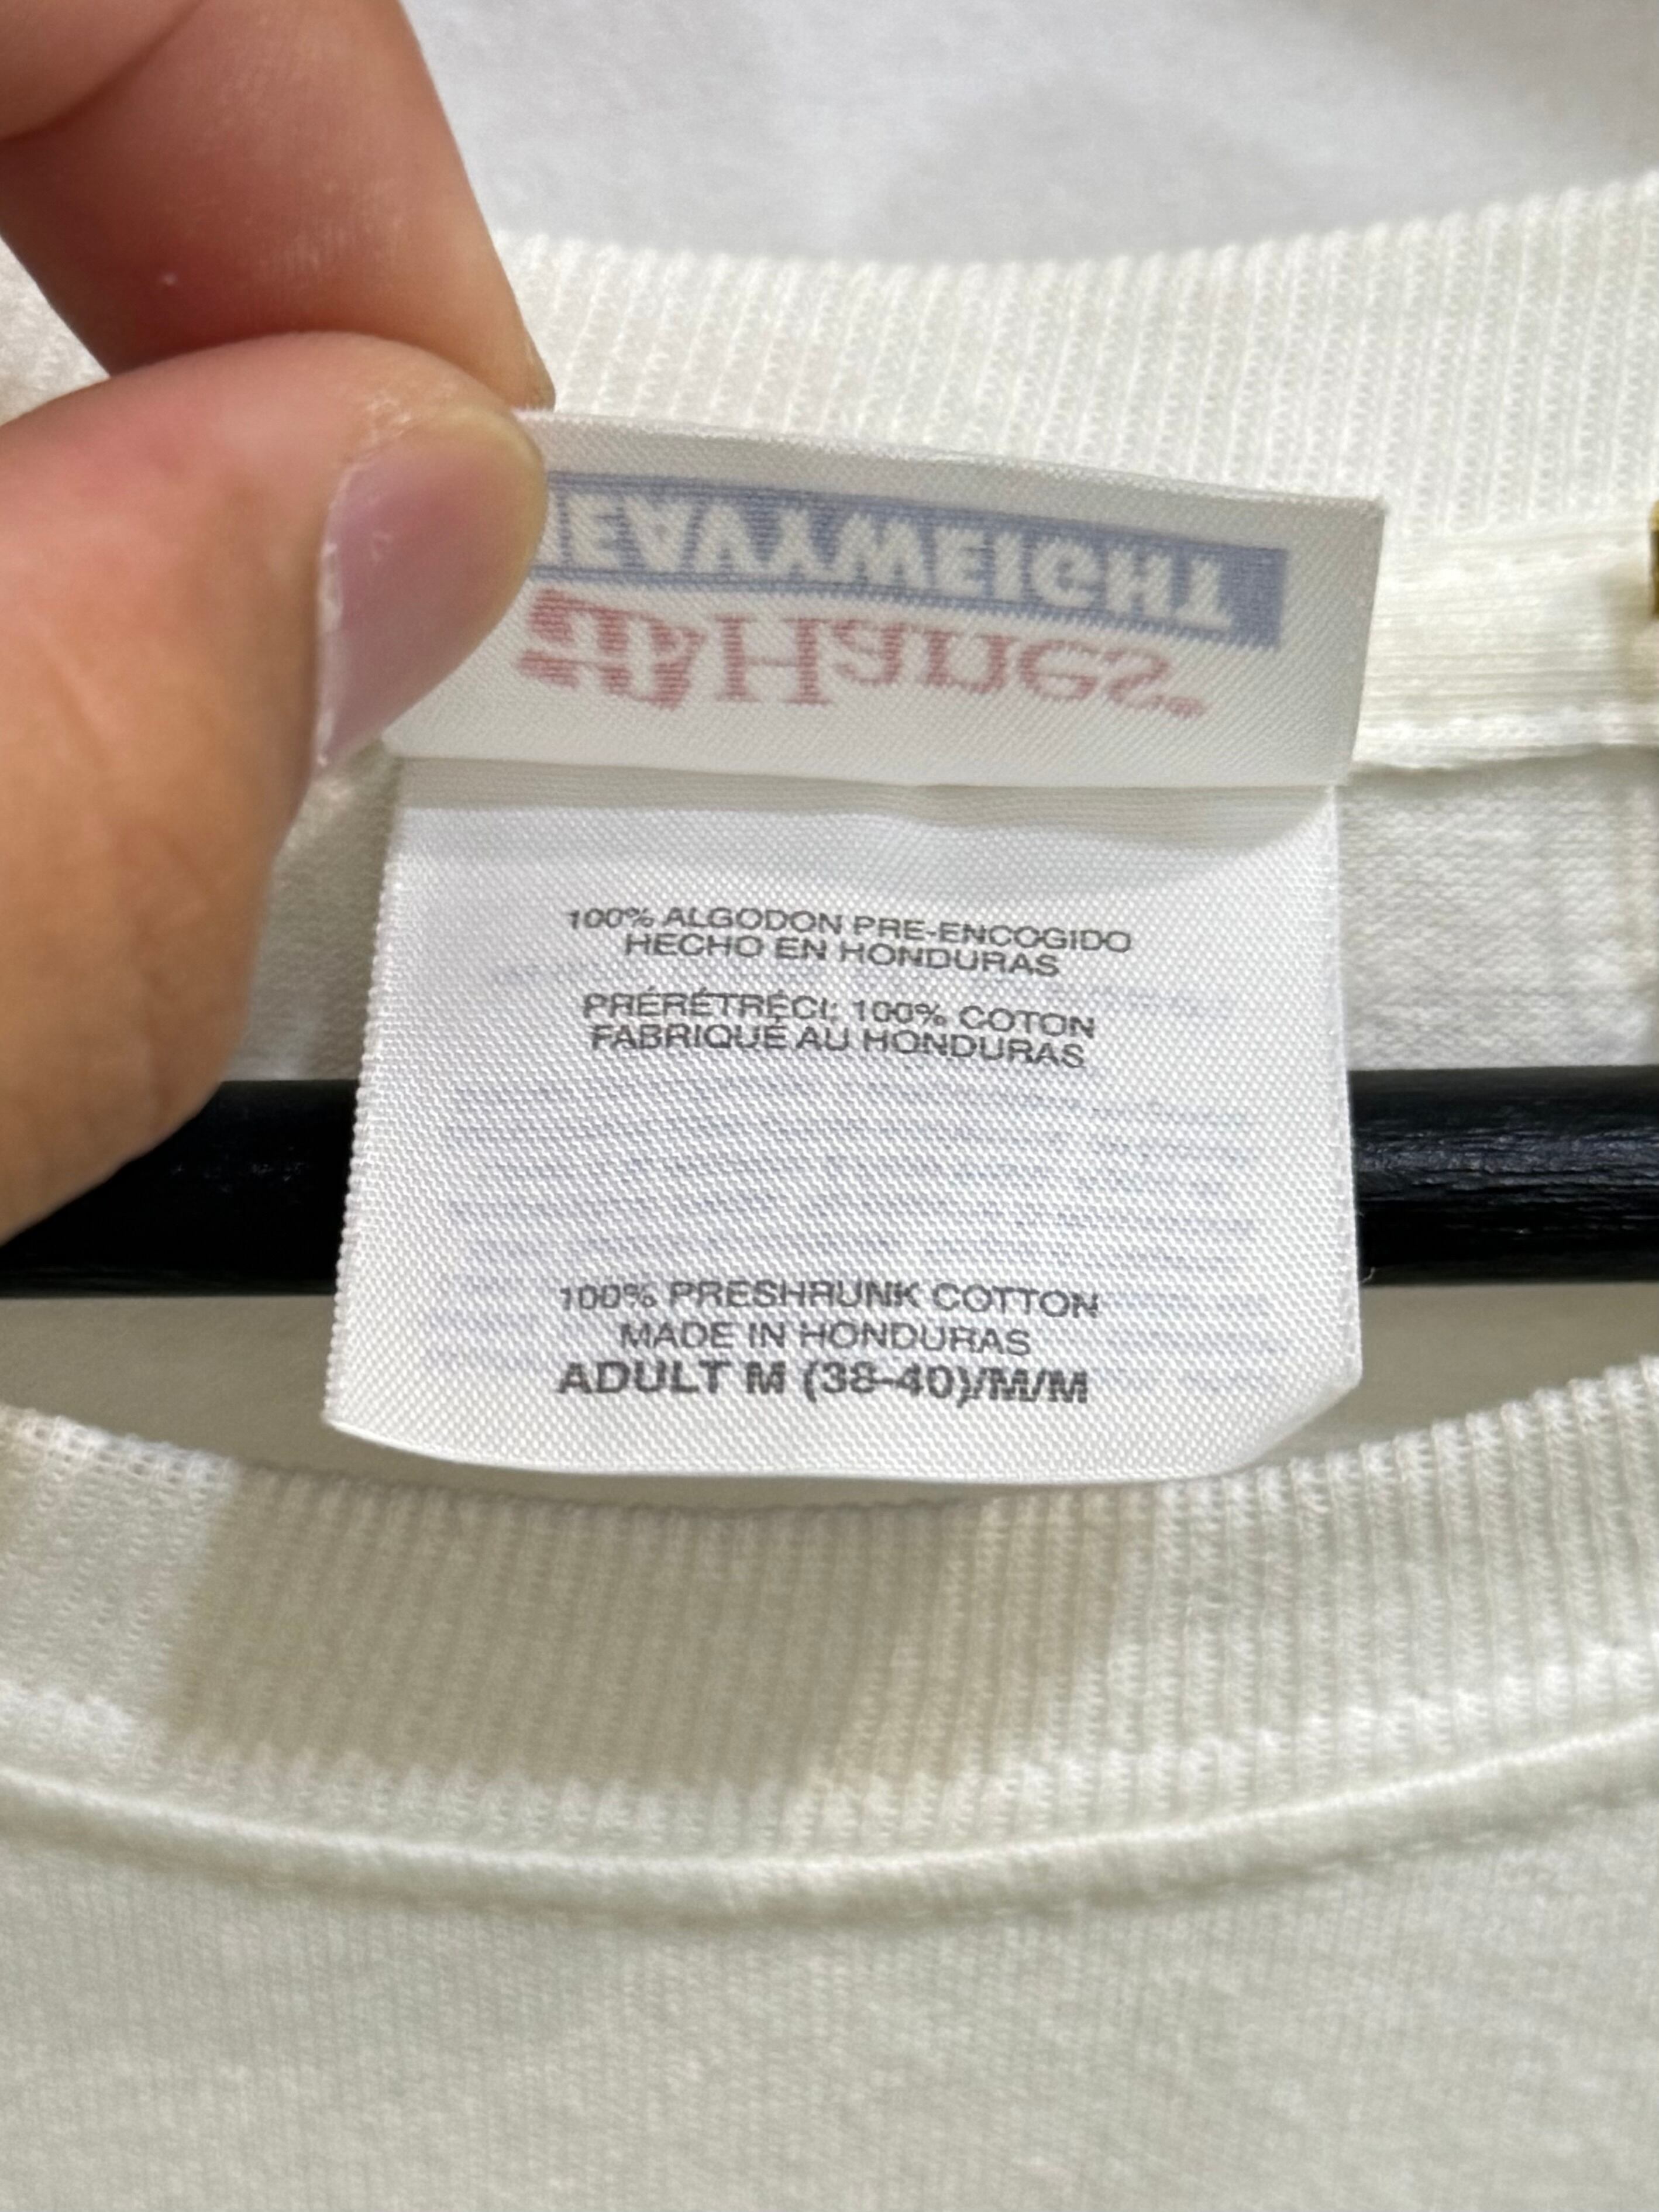 HEAVYWEIGHT
Hanes
100% ALGODON PRE-ENCOGIDO
HECHO EN HONDURAS
PRÉRÉTRÉCI: 100% COTON
FABRIQUÉ AU HONDURAS
100% PRESHRUNK COTTON
MADE IN HONDURAS
ADULT M (38-40)/M/M